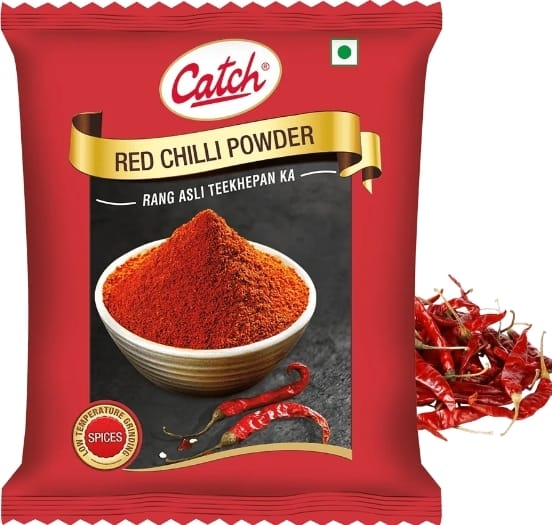 Catch®
RED CHILLI POWDER
RANG ASLI TEEKHEPAN KA
LOW TEMPERATURE GRINDING
SPICES